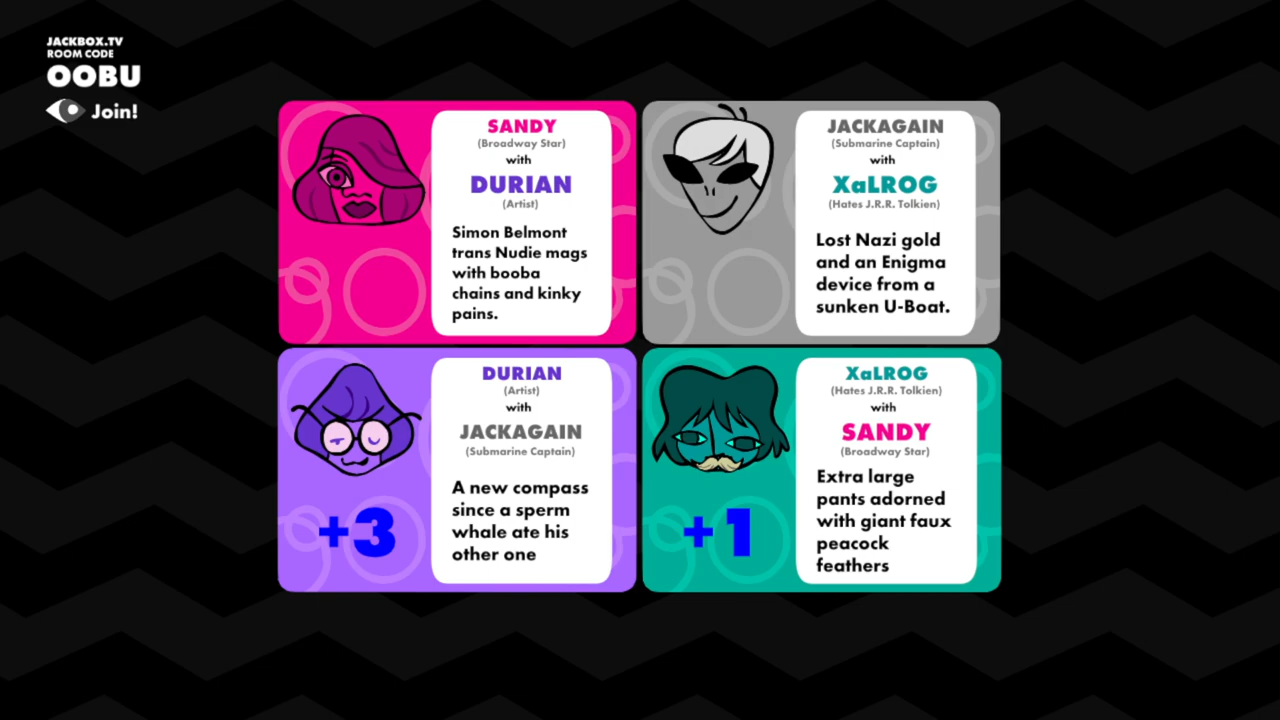 JACKBOX.TV
ROOM CODE
OOBU
Join!
SANDY
(Broadway Star)
with
DURIAN
(Artist)
Simon Belmont
trans Nudie mags
with booba
chains and kinky
pains.
JACKAGAIN
(Submarine Captain)
with
XaLROG
(Hates J.R.R. Tolkien)
Lost Nazi gold
and an Enigma
device from a
sunken U-Boat.
DURIAN
(Artist)
with
JACKAGAIN
(Submarine Captain)
A new compass
since a sperm
whale ate his
other one
+3
XaLROG
(Hates J.R.R. Tolkien)
with
SANDY
(Broadway Star)
Extra large
pants adorned
with giant faux
peacock
feathers
+1